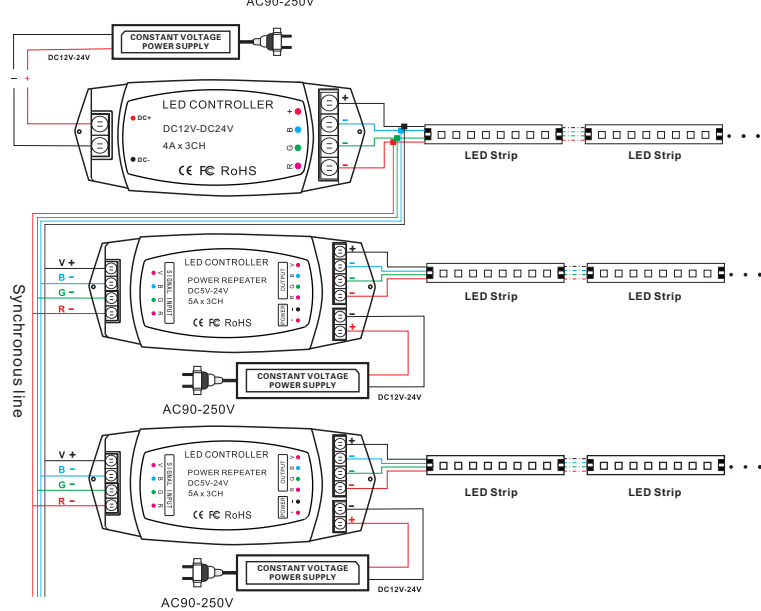 AC90-250V
CONSTANT VOLTAGE
POWER SUPPLY
DC12V-24V
− +
LED CONTROLLER
DC+
DC12V-DC24V
4A x 3CH
DC-
CE FC RoHS
+ B G R
+
−
−
−
LED Strip
LED Strip
V +
B −
G −
R −
V B G R
SIGNAL INPUT
LED CONTROLLER
POWER REPEATER
DC5V-24V
5A x 3CH
CE FC RoHS
OUTPUT
V B G R
POWER
− +
+
−
−
−
−
+
LED Strip
LED Strip
CONSTANT VOLTAGE
POWER SUPPLY
DC12V-24V
AC90-250V
Synchronous line
V +
B −
G −
R −
V B G R
SIGNAL INPUT
LED CONTROLLER
POWER REPEATER
DC5V-24V
5A x 3CH
CE FC RoHS
OUTPUT
V B G R
POWER
− +
+
−
−
−
−
+
LED Strip
LED Strip
CONSTANT VOLTAGE
POWER SUPPLY
DC12V-24V
AC90-250V